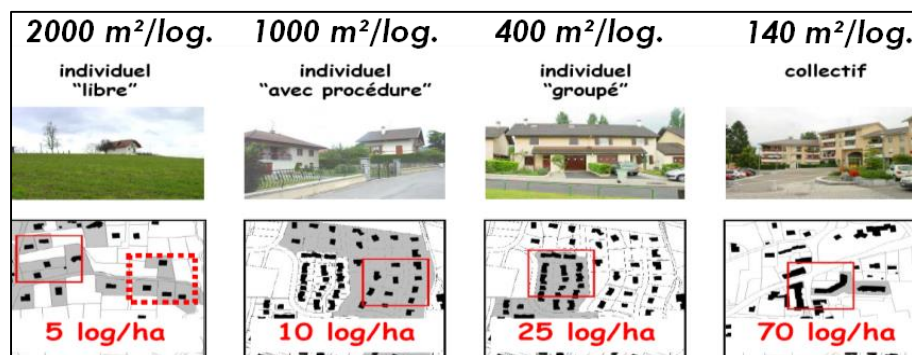 2000 m²/log. 1000 m²/log. 400 m²/log. 140 m²/log.
individuel
"libre"
individuel
"avec procédure"
individuel
"groupé"
collectif
5 log/ha 10 log/ha 25 log/ha 70 log/ha